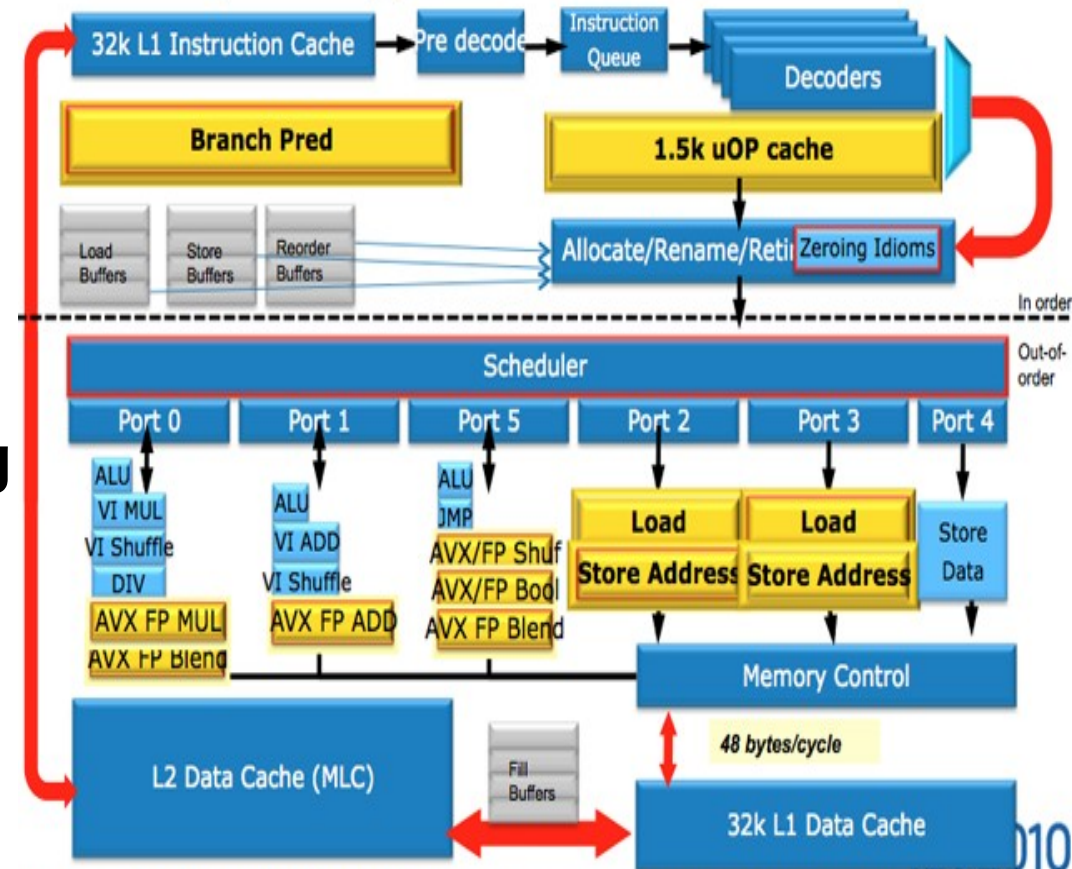 32k L1 Instruction Cache
Pre decode
Instruction
Queue
Decoders
Branch Pred
1.5k uOP cache
Load
Buffers
Store
Buffers
Reorder
Buffers
Allocate/Rename/Reti
Zeroing Idioms
In order
Out-of-
order
Scheduler
Port 0
Port 1
Port 5
Port 2
Port 3
Port 4
ALU
VI MUL
VI Shuffle
DIV
AVX FP MUL
AVX FP Blend
ALU
VI ADD
VI Shuffle
AVX FP ADD
ALU
JMP
AVX/FP Shuf
AVX/FP Bool
AVX FP Blend
Load
Store Address
Load
Store Address
Store
Data
Memory Control
48 bytes/cycle
L2 Data Cache (MLC)
Fill
Buffers
32k L1 Data Cache
010